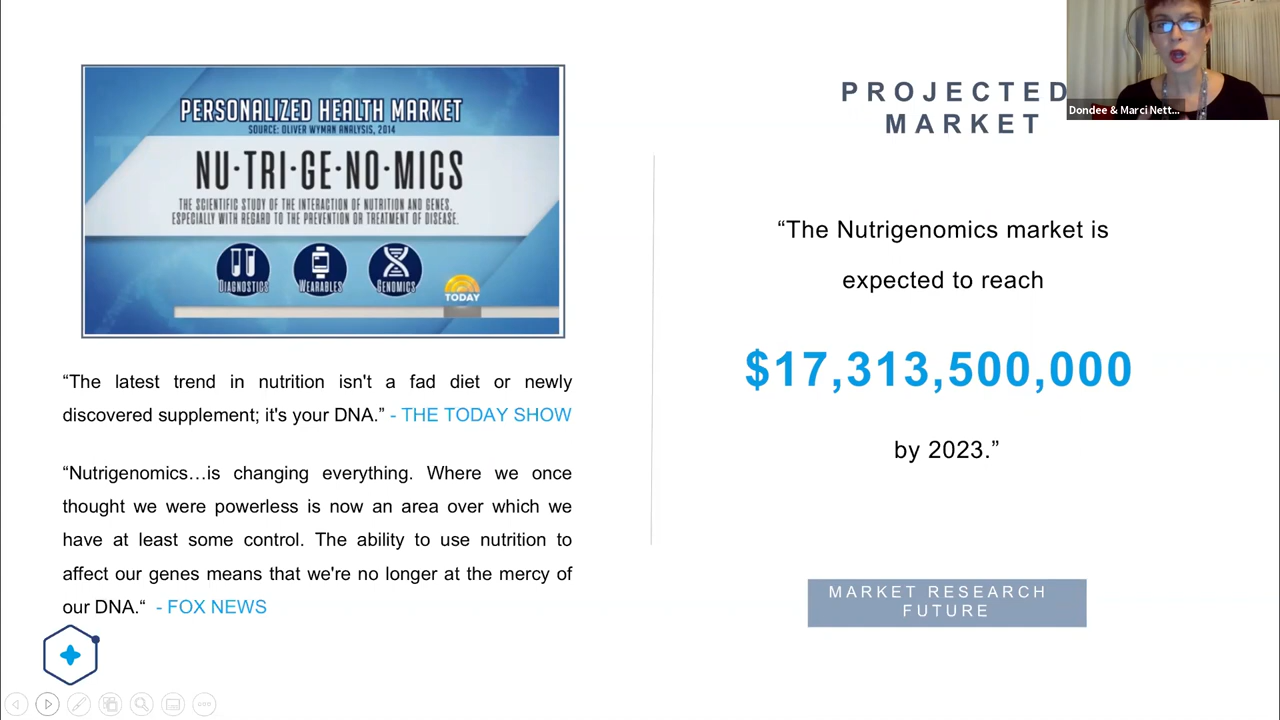 PERSONALIZED HEALTH MARKET
SOURCE: OLIVER WYMAN ANALYSIS, 2014
NU·TRI·GE·NO·MICS
THE SCIENTIFIC STUDY OF THE INTERACTION OF NUTRITION AND GENES,
ESPECIALLY WITH REGARD TO THE PREVENTION OR TREATMENT OF DISEASE.
DIAGNOSTICS
WEARABLES
GENOMICS
TODAY
“The latest trend in nutrition isn't a fad diet or newly
discovered supplement; it's your DNA.” - THE TODAY SHOW
“Nutrigenomics…is changing everything. Where we once
thought we were powerless is now an area over which we
have at least some control. The ability to use nutrition to
affect our genes means that we're no longer at the mercy of
our DNA.“ - FOX NEWS
PROJECTED
MARKET
“The Nutrigenomics market is
expected to reach
$17,313,500,000
by 2023.”
MARKET RESEARCH
FUTURE
Dondee & Marci Nett...